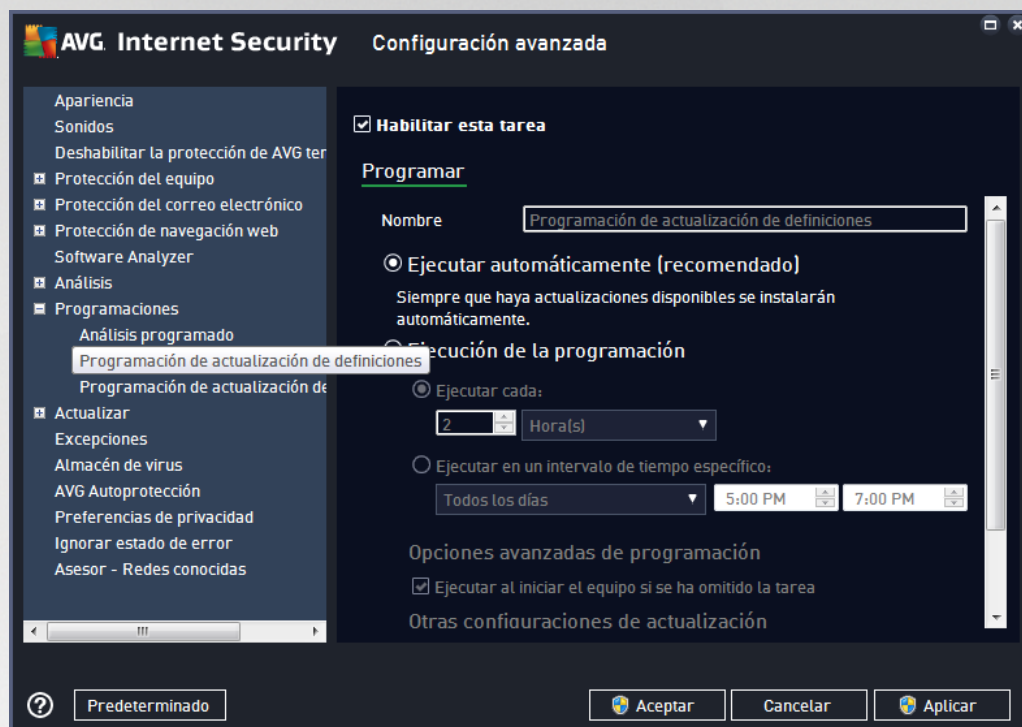 AVG. Internet Security
Configuración avanzada
Apariencia
Sonidos
Deshabilitar la protección de AVG ter
Protección del equipo
Protección del correo electrónico
Protección de navegación web
Software Analyzer
Análisis
Programaciones
Análisis programado
Programación de actualización de definiciones
Programación de actualización de
Actualizar
Excepciones
Almacén de virus
AVG Autoprotección
Preferencias de privacidad
Ignorar estado de error
Asesor - Redes conocidas
Habilitar esta tarea
Programar
Nombre
Programación de actualización de definiciones
Ejecutar automáticamente (recomendado)
Siempre que haya actualizaciones disponibles se instalarán
automáticamente.
Ejecución de la programación
Ejecutar cada:
2 Hora(s)
Ejecutar en un intervalo de tiempo específico:
Todos los días 5:00 PM 7:00 PM
Opciones avanzadas de programación
Ejecutar al iniciar el equipo si se ha omitido la tarea
Otras configuraciones de actualización
? Predeterminado
Aceptar
Cancelar
Aplicar